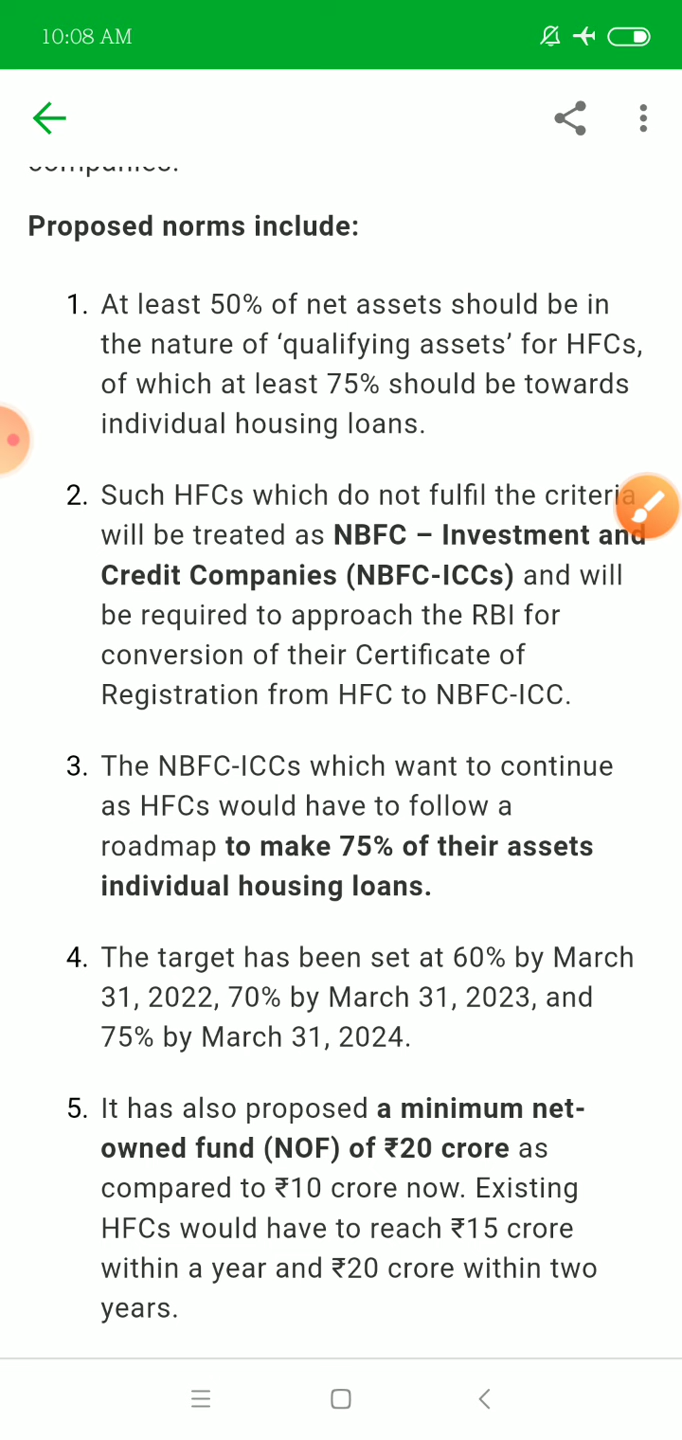 10:08 AM
Proposed norms include:
1. At least 50% of net assets should be in
the nature of ‘qualifying assets’ for HFCs,
of which at least 75% should be towards
individual housing loans.
2. Such HFCs which do not fulfil the criteria
will be treated as NBFC – Investment and
Credit Companies (NBFC-ICCs) and will
be required to approach the RBI for
conversion of their Certificate of
Registration from HFC to NBFC-ICC.
3. The NBFC-ICCs which want to continue
as HFCs would have to follow a
roadmap to make 75% of their assets
individual housing loans.
4. The target has been set at 60% by March
31, 2022, 70% by March 31, 2023, and
75% by March 31, 2024.
5. It has also proposed a minimum net-
owned fund (NOF) of ₹20 crore as
compared to ₹10 crore now. Existing
HFCs would have to reach ₹15 crore
within a year and ₹20 crore within two
years.